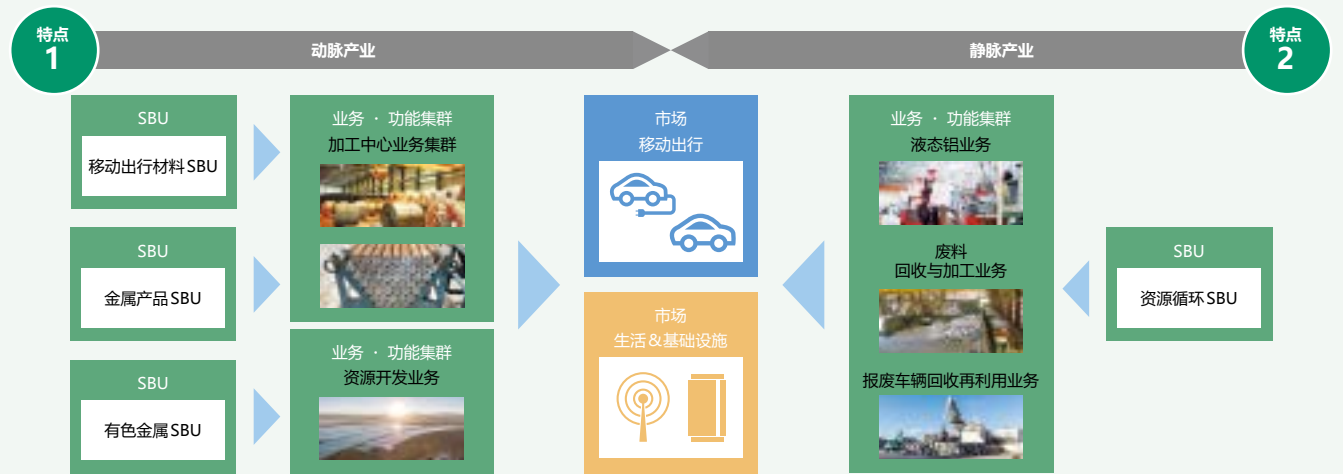 特点
1
动脉产业
静脉产业
特点
2
SBU
移动出行材料SBU
SBU
金属产品SBU
SBU
有色金属SBU
业务 · 功能集群
加工中心业务集群
业务 · 功能集群
资源开发业务
市场
移动出行
市场
生活&基础设施
业务 · 功能集群
液态铝业务
废料
回收与加工业务
报废车辆回收再利用业务
SBU
资源循环SBU